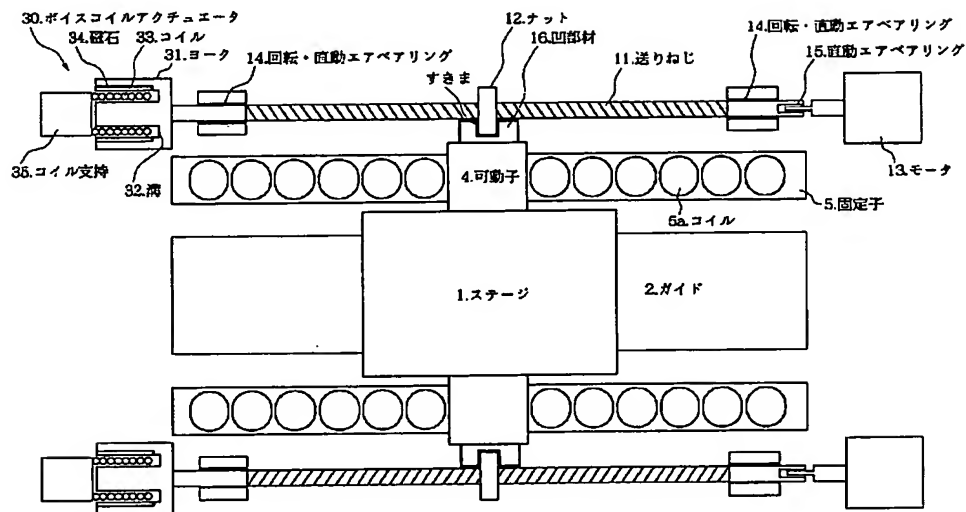 30.ボイスコイルアクチュエータ
34.磁石 33.コイル
31.ヨーク
14.回転・直動エアベアリング
12.ナット
16.凹部材
すきま
11.送りねじ
14.回転・直動エアベアリング
15.直動エアベアリング
35.コイル支持
32.溝
4.可動子
13.モータ
5a.コイル
5.固定子
1.ステージ
2.ガイド